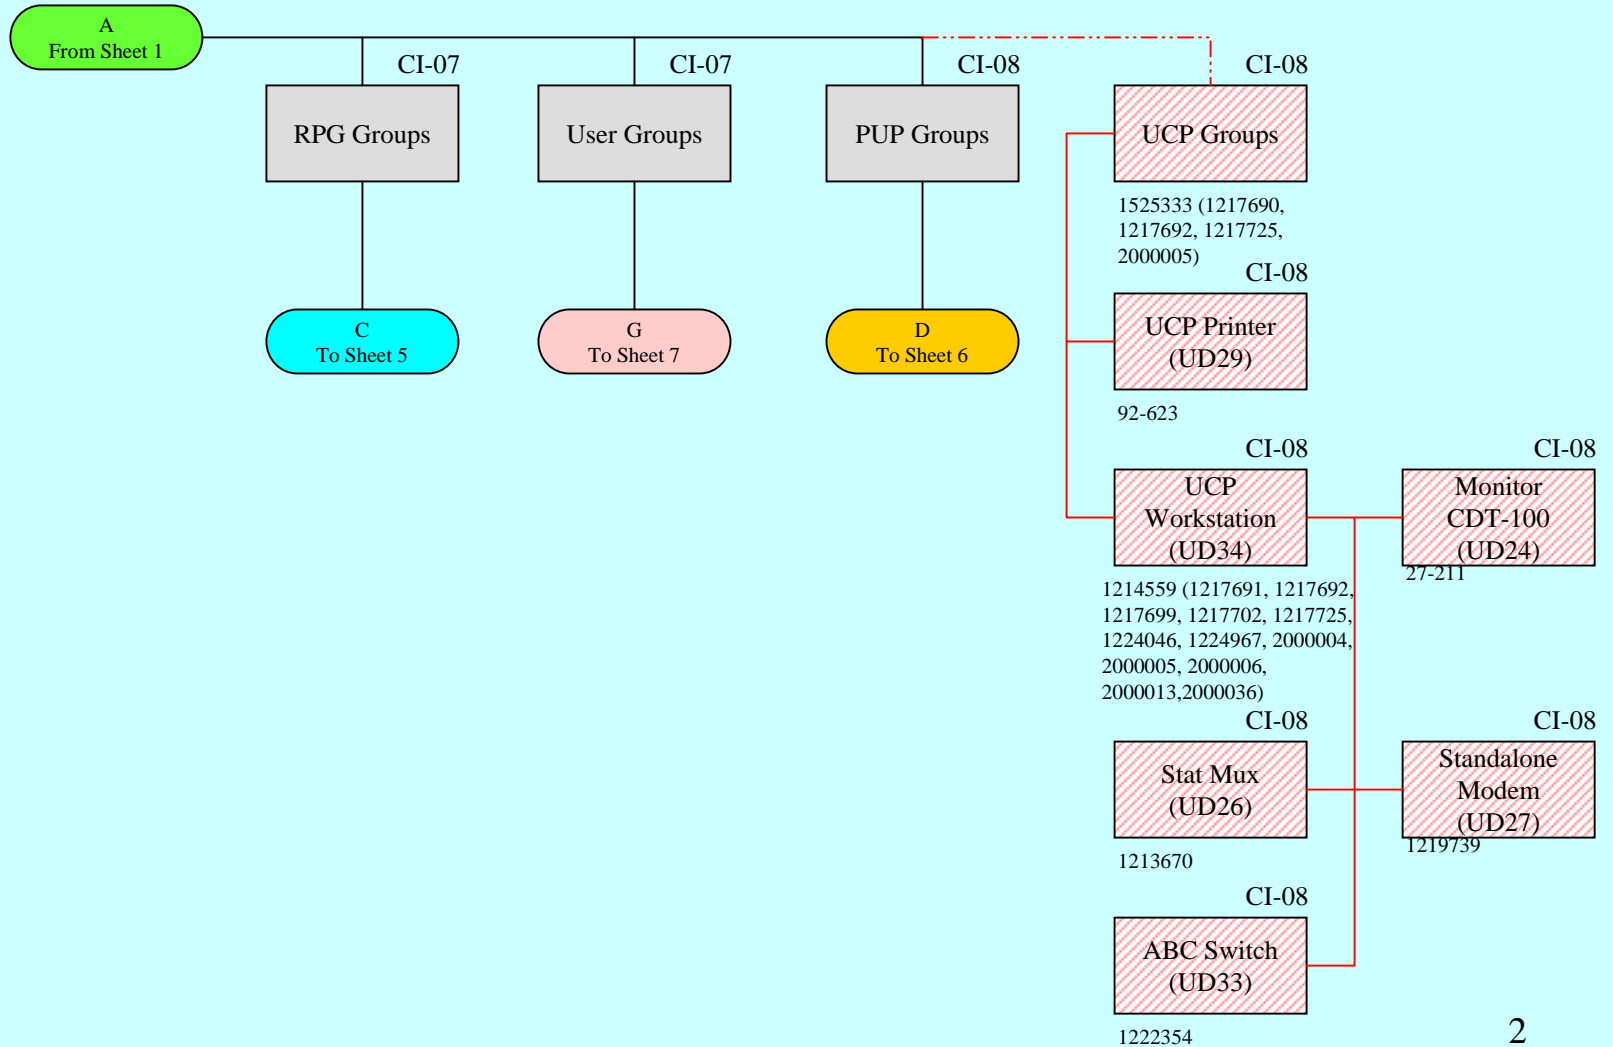 A
From Sheet 1
CI-07
CI-07
CI-08
CI-08
RPG Groups
User Groups
PUP Groups
UCP Groups
1525333 (1217690,
1217692, 1217725,
2000005)
CI-08
C
To Sheet 5
G
To Sheet 7
D
To Sheet 6
UCP Printer
(UD29)
92-623
CI-08
CI-08
UCP
Workstation
(UD34)
Monitor
CDT-100
(UD24)
27-211
1214559 (1217691, 1217692,
1217699, 1217702, 1217725,
1224046, 1224967, 2000004,
2000005, 2000006,
2000013,2000036)
CI-08
CI-08
Stat Mux
(UD26)
Standalone
Modem
(UD27)
1219739
1213670
CI-08
ABC Switch
(UD33)
1222354
2